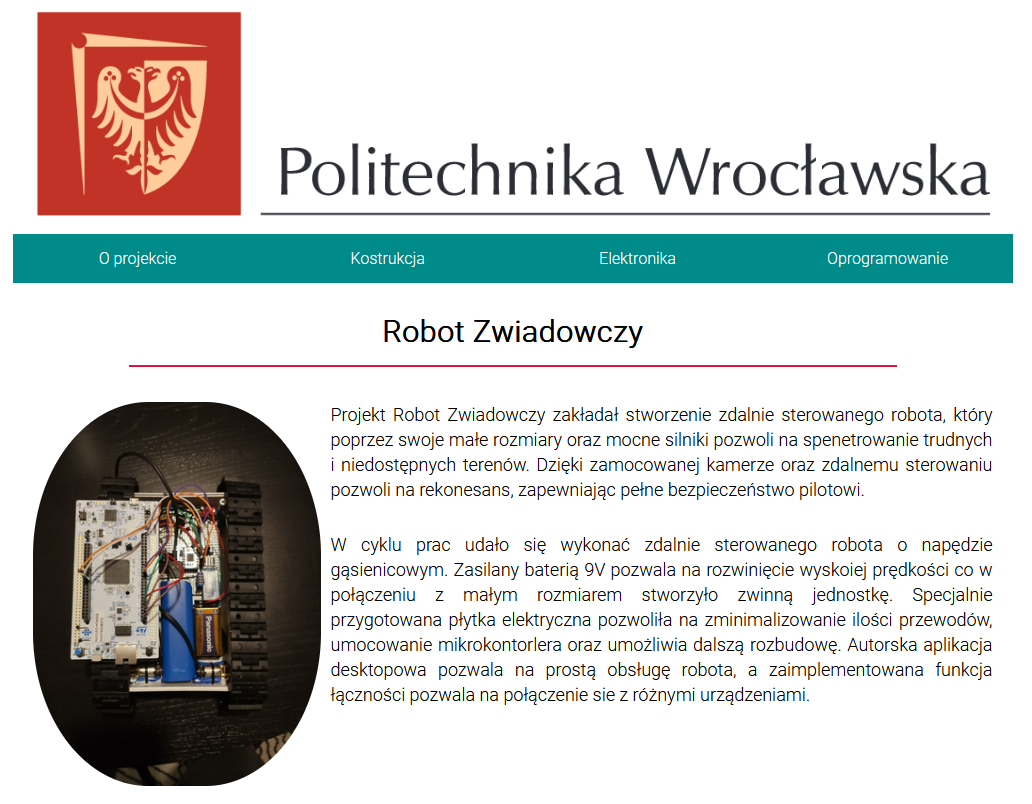 Politechnika Wrocławska
O projekcie
Kostrukcja
Elektronika
Oprogramowanie
Robot Zwiadowczy
Projekt Robot Zwiadowczy zakładał stworzenie zdalnie sterowanego robota, który
poprzez swoje małe rozmiary oraz mocne silniki pozwoli na spenetrowanie trudnych
i niedostępnych terenów. Dzięki zamocowanej kamerze oraz zdalnemu sterowaniu
pozwoli na rekonesans, zapewniając pełne bezpieczeństwo pilotowi.
W cyklu prac udało się wykonać zdalnie sterowanego robota o napędzie
gąsienicowym. Zasilany baterią 9V pozwala na rozwinięcie wyskoiej prędkości co w
połączeniu z małym rozmiarem stworzyło zwinną jednostkę. Specjalnie
przygotowana płytka elektryczna pozwoliła na zminimalizowanie ilości przewodów,
umocowanie mikrokontorlera oraz umożliwia dalszą rozbudowę. Autorska aplikacja
desktopowa pozwala na prostą obsługę robota, a zaimplementowana funkcja
łączności pozwala na połączenie sie z różnymi urządzeniami.
Panasonic